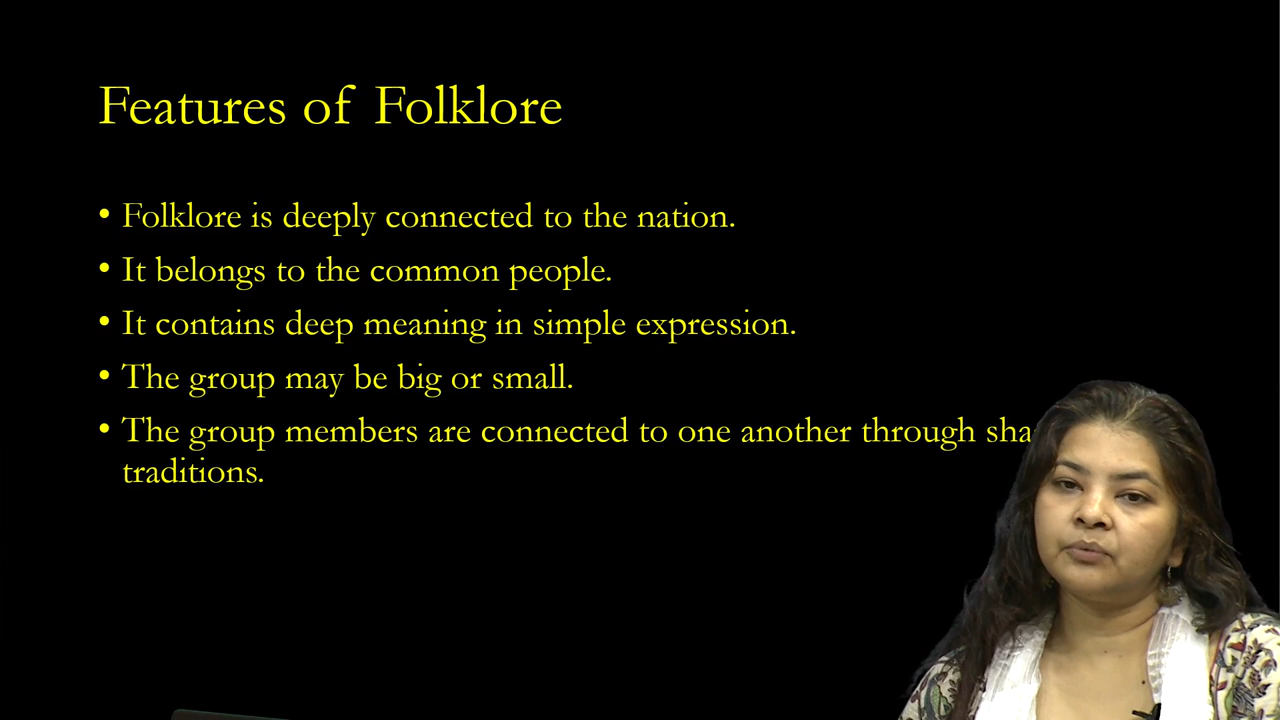 Features of Folklore
• Folklore is deeply connected to the nation.
• It belongs to the common people.
• It contains deep meaning in simple expression.
• The group may be big or small.
• The group members are connected to one another through
traditions.